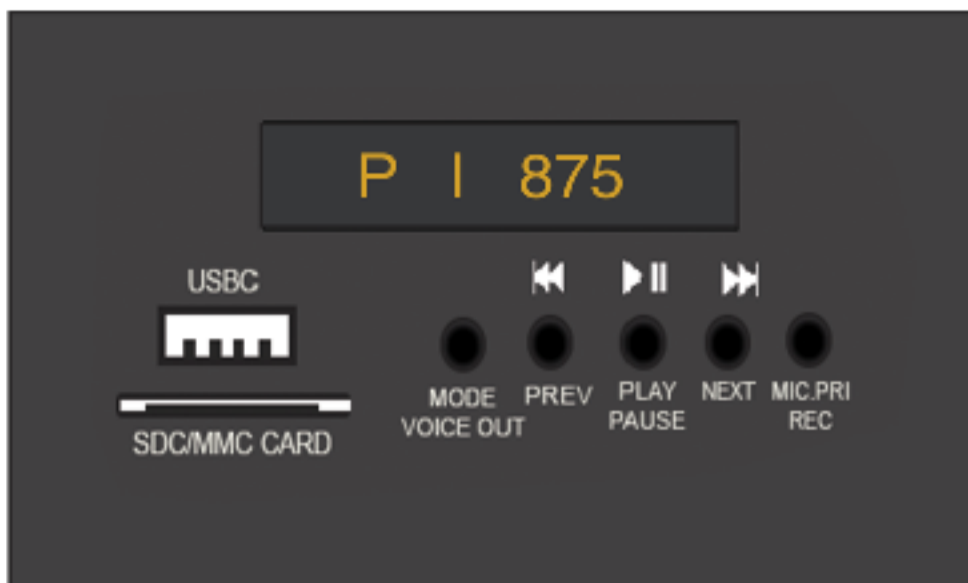 P I 875
USBC
MODE
VOICE OUT
PREV
PLAY
PAUSE
NEXT
MIC.PRI
REC
SDC/MMC CARD